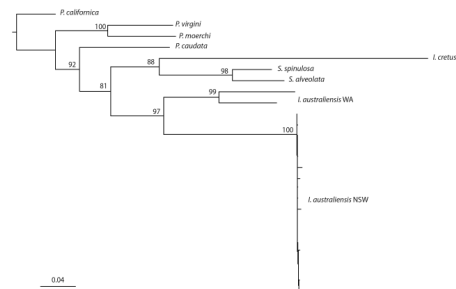 P. californica
100
P. virgini
P. moerchi
92
P. caudata
88
I. cretus
81
98
S. spinulosa
S. alveolata
99
97
I. australiensis WA
100
I. australiensis NSW
0.04